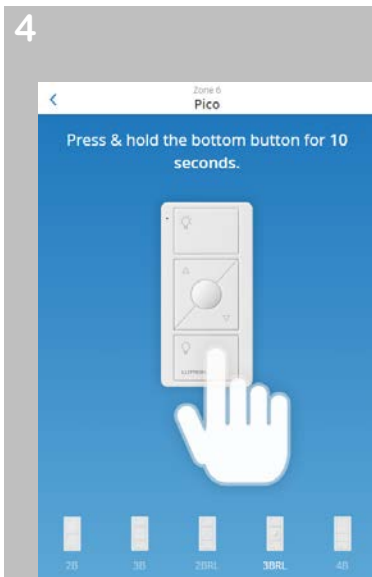 4
Zone 6
Pico
Press & hold the bottom button for 10
seconds.
2B 3B 2BRL 3BRL 4B